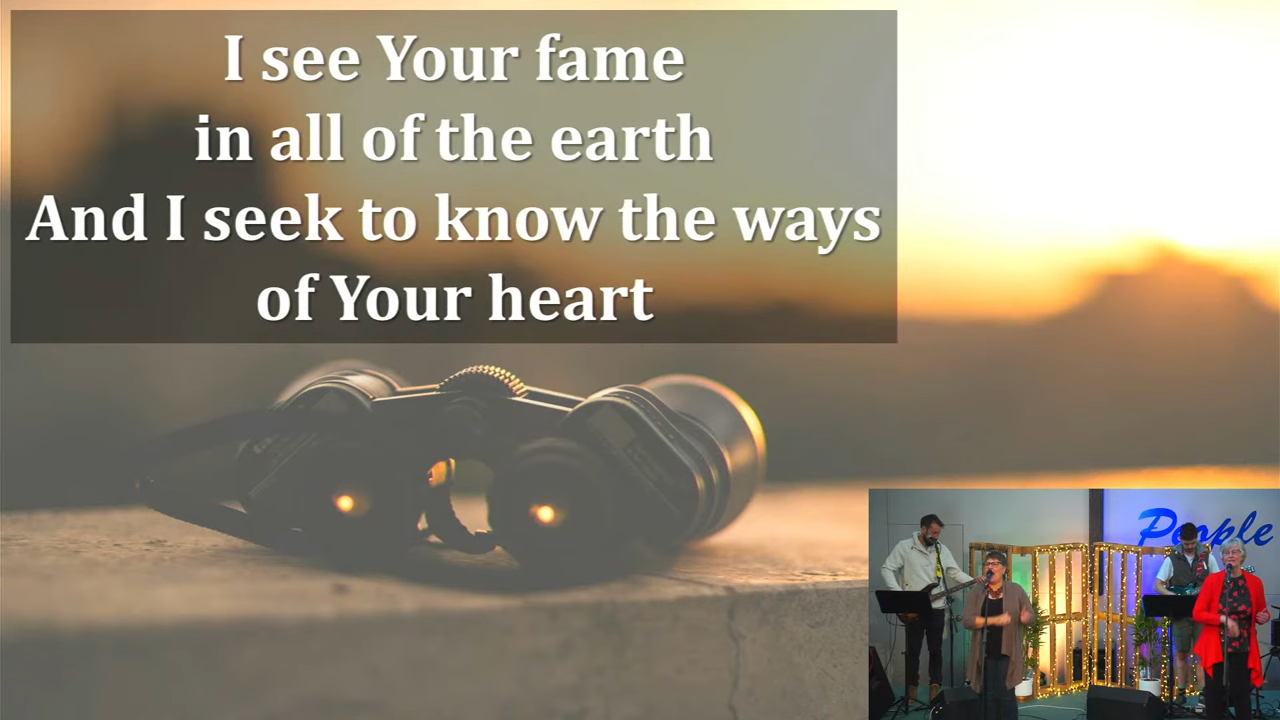 I see Your fame
in all of the earth
And I seek to know the ways
of Your heart
People